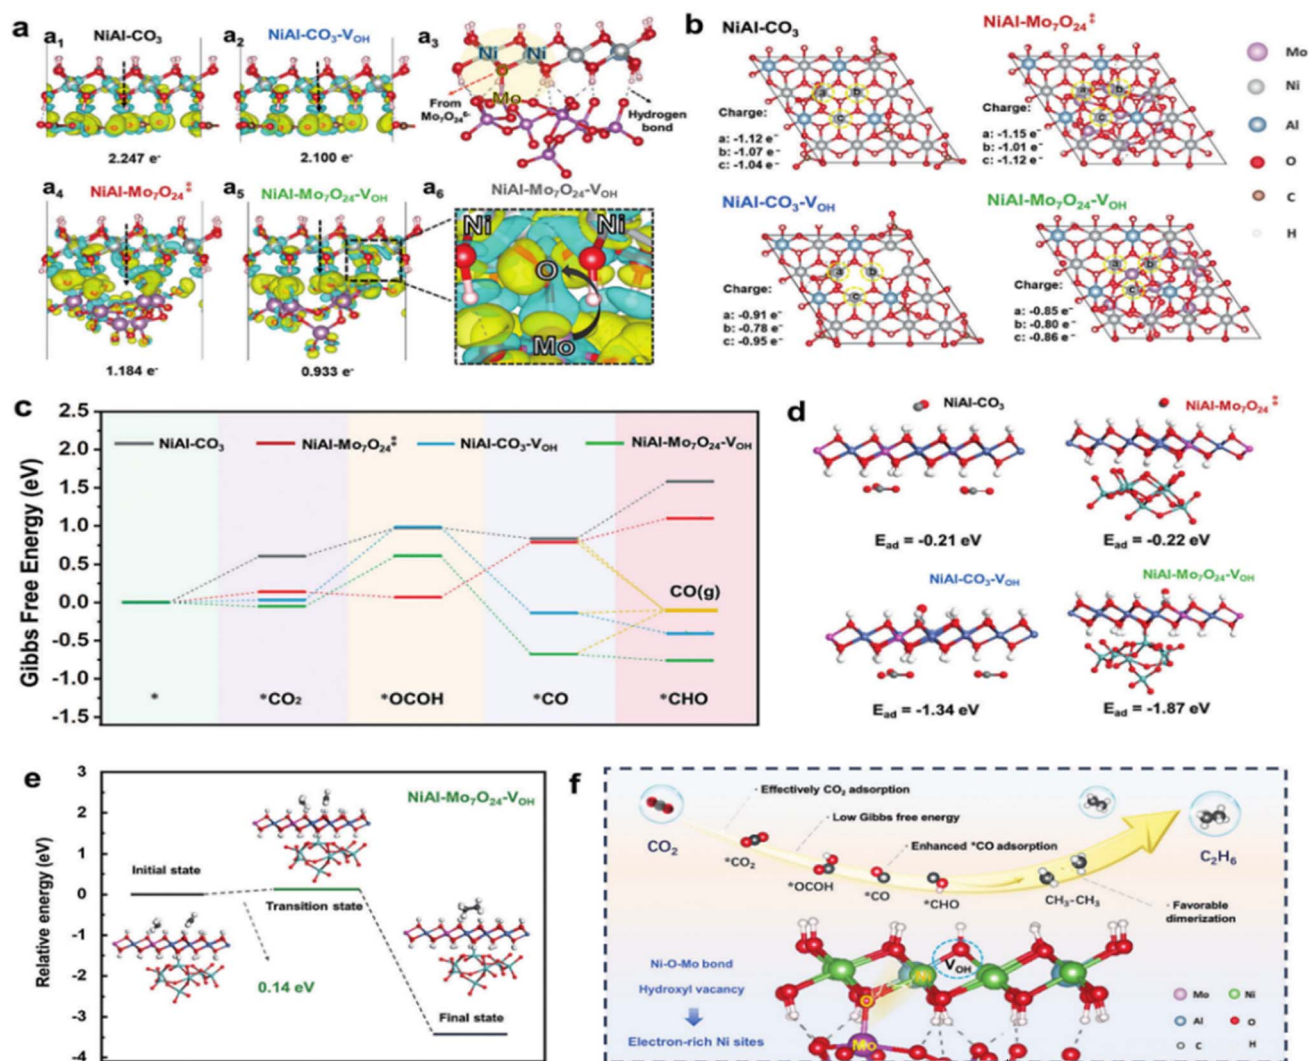 a
a1 NiAl-CO3
2.247 e-
a2 NiAl-CO3-VOH
2.100 e-
a3
Ni Ni
O
Mo
From
Mo7O24 6-
Hydrogen
bond
a4 NiAl-Mo7O24‡
1.184 e-
a5 NiAl-Mo7O24-VOH
0.933 e-
a6 NiAl-Mo7O24-VOH
Ni Ni
O
Mo
b
NiAl-CO3
a b
c
Charge:
a: -1.12 e-
b: -1.07 e-
c: -1.04 e-
NiAl-Mo7O24‡
a b
c
Charge:
a: -1.15 e-
b: -1.01 e-
c: -1.12 e-
NiAl-CO3-VOH
a b
c
Charge:
a: -0.91 e-
b: -0.78 e-
c: -0.95 e-
NiAl-Mo7O24-VOH
a b
c
Charge:
a: -0.85 e-
b: -0.80 e-
c: -0.86 e-
Mo
Ni
Al
O
C
H
c
Gibbs Free Energy (eV)
2.5
2.0
1.5
1.0
0.5
0.0
-0.5
-1.0
-1.5
NiAl-CO3 NiAl-Mo7O24‡ NiAl-CO3-VOH NiAl-Mo7O24-VOH
CO(g)
* *CO2 *OCOH *CO *CHO
d
NiAl-CO3
Ead = -0.21 eV
NiAl-Mo7O24‡
Ead = -0.22 eV
NiAl-CO3-VOH
Ead = -1.34 eV
NiAl-Mo7O24-VOH
Ead = -1.87 eV
e
Relative energy (eV)
3
2
1
0
-1
-2
-3
-4
NiAl-Mo7O24-VOH
Initial state
Transition state
0.14 eV
Final state
f
CO2
· Effectively CO2 adsorption
· Low Gibbs free energy
· Enhanced *CO adsorption
*CO2
*OCOH
*CO
*CHO
CH3-CH3
C2H6
· Favorable
dimerization
Ni-O-Mo bond
Hydroxyl vacancy
Electron-rich Ni sites
VOH
O
Mo
Mo Ni
Al O
C H